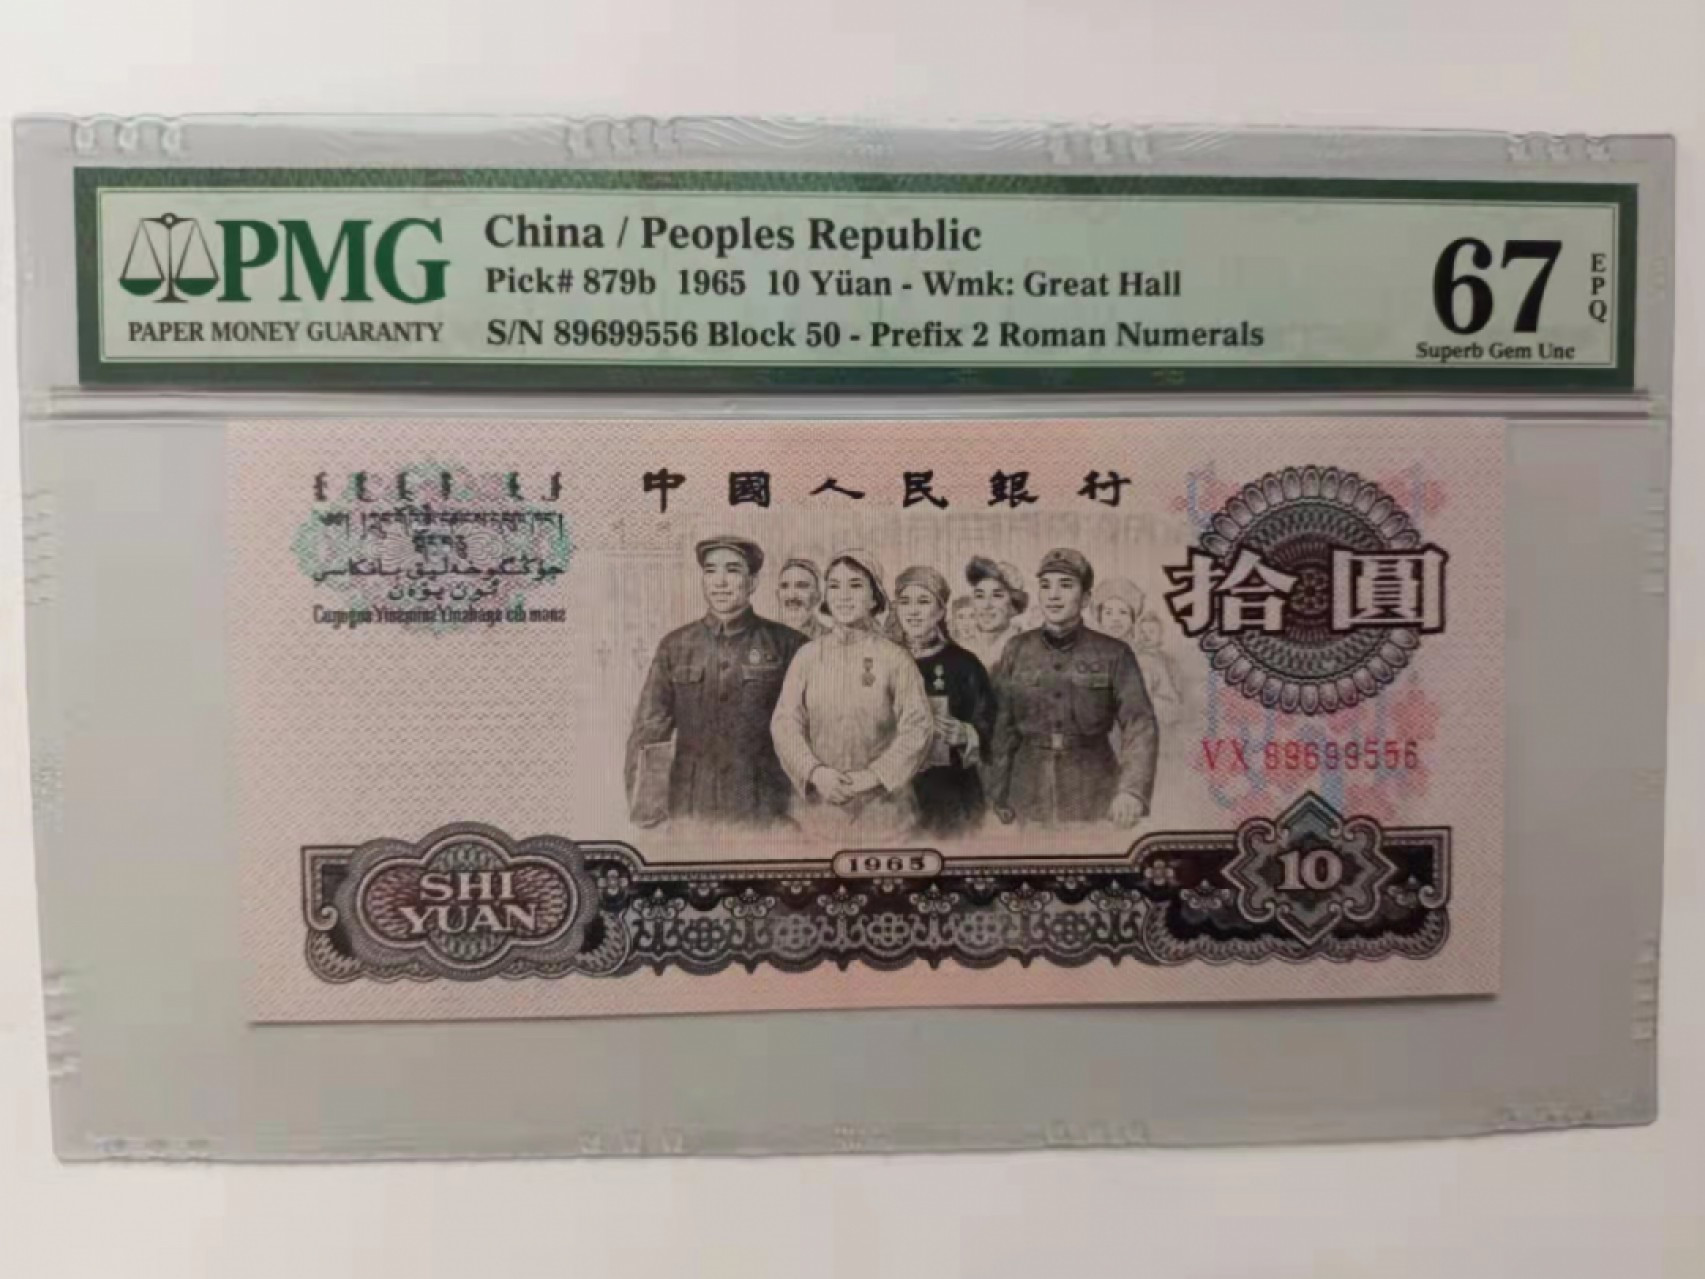 PMG
PAPER MONEY GUARANTY
China / Peoples Republic
Pick# 879b 1965 10 Yüan - Wmk: Great Hall
S/N 89699556 Block 50 - Prefix 2 Roman Numerals
67
EPQ
Superb Gem Unc
中國人民銀行
拾圓
VX 89699556
1965
SHI
YUAN
10